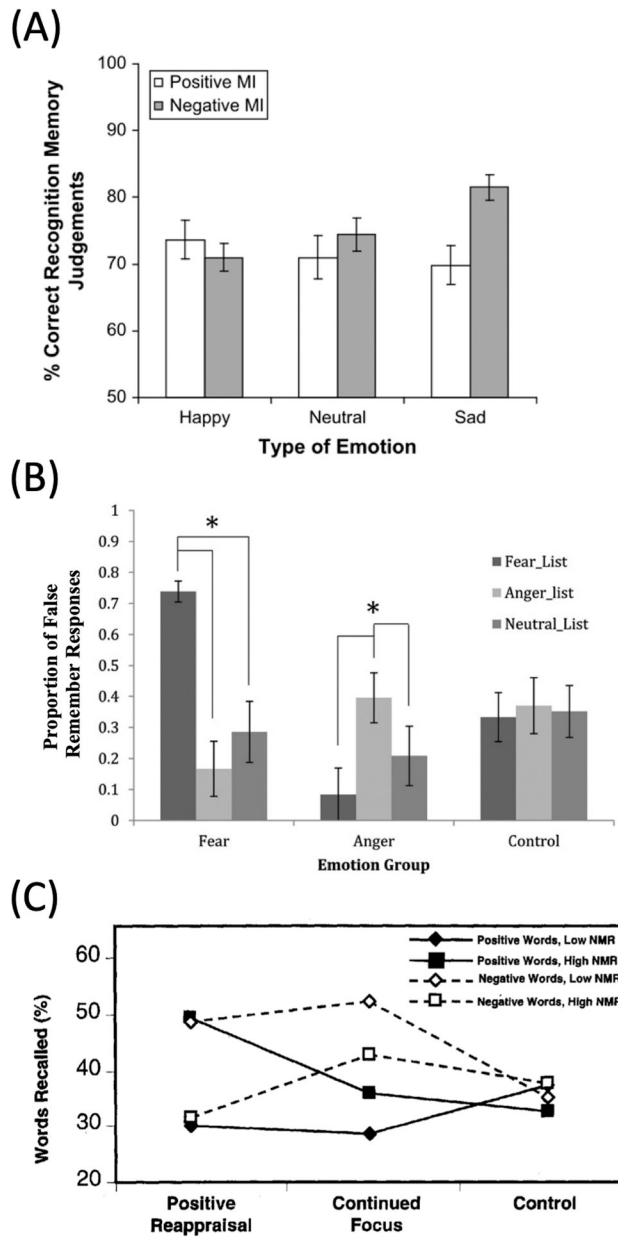 (A)
Positive MI
Negative MI
100
90
80
70
60
50
% Correct Recognition Memory
Judgements
Happy
Neutral
Sad
Type of Emotion
(B)
1
0.9
0.8
0.7
0.6
0.5
0.4
0.3
0.2
0.1
0
Proportion of False
Remember Responses
*
*
Fear_List
Anger_list
Neutral_List
Fear
Anger
Control
Emotion Group
(C)
60
50
40
30
20
Words Recalled (%)
Positive Words, Low NMR
Positive Words, High NMR
Negative Words, Low NMR
Negative Words, High NMR
Positive
Reappraisal
Continued
Focus
Control